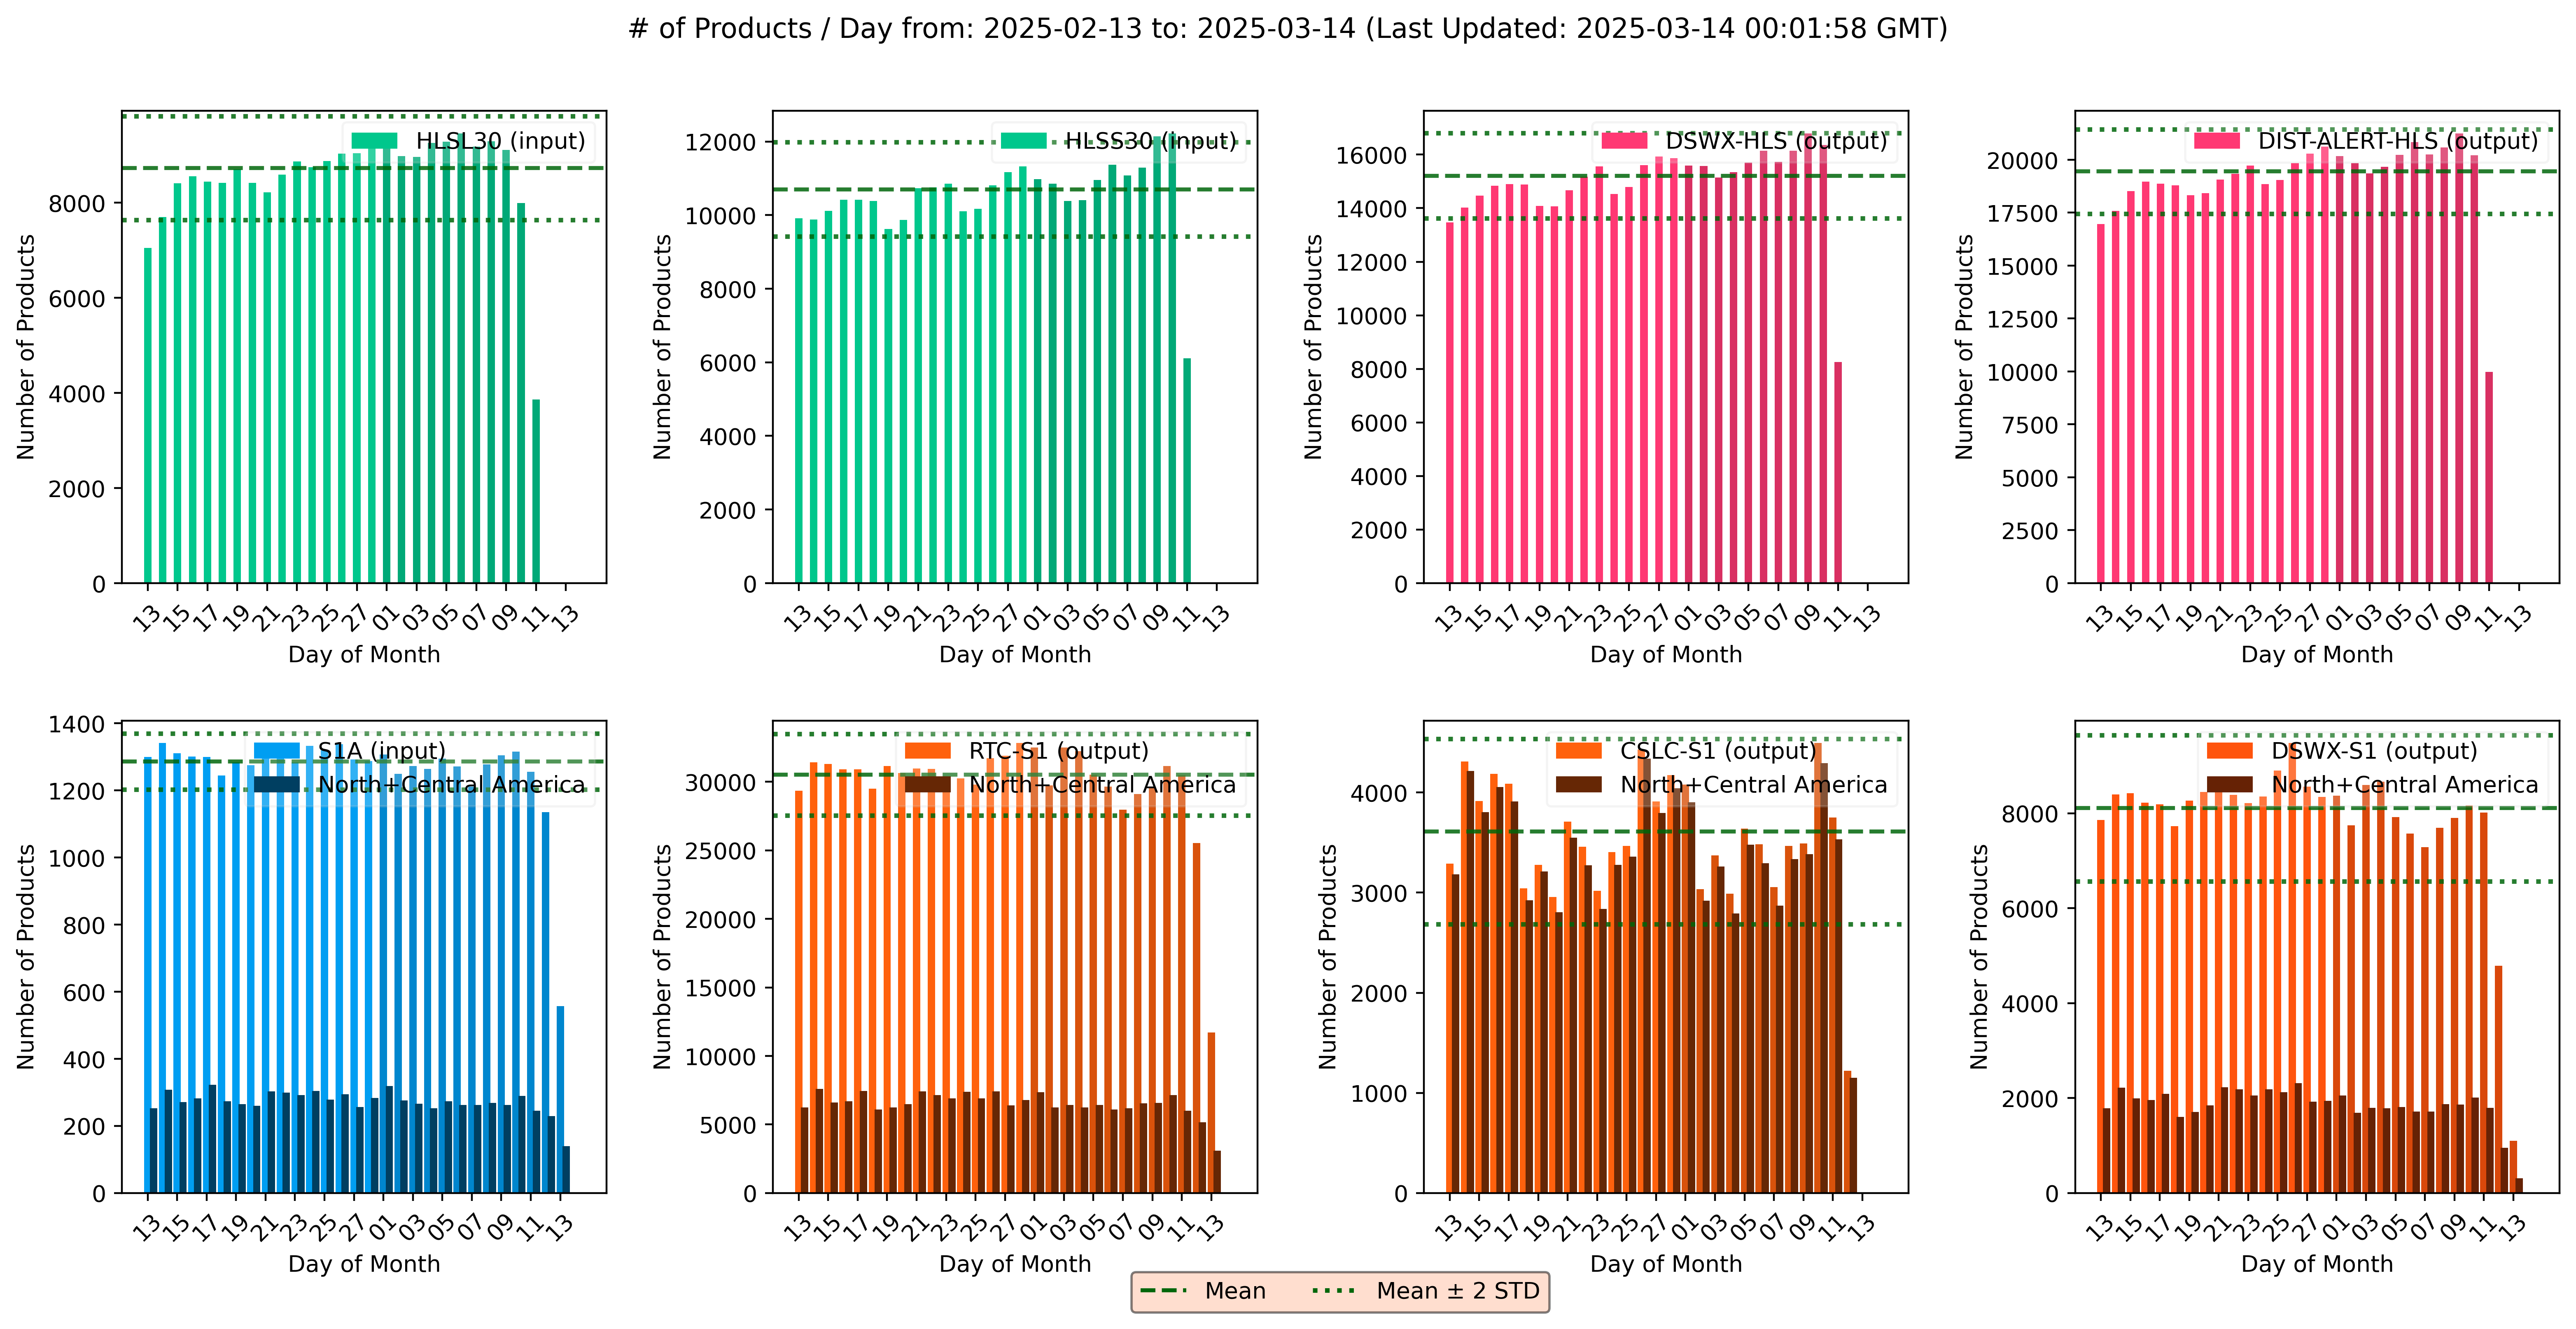 # of Products / Day from: 2025-02-13 to: 2025-03-14 (Last Updated: 2025-03-14 00:01:58 GMT)
HLSL30 (input)
Number of Products
8000
6000
4000
2000
0
13 15 17 19 21 23 25 27 01 03 05 07 09 11 13
Day of Month
HLSS30 (input)
Number of Products
12000
10000
8000
6000
4000
2000
0
13 15 17 19 21 23 25 27 01 03 05 07 09 11 13
Day of Month
DSWX-HLS (output)
Number of Products
16000
14000
12000
10000
8000
6000
4000
2000
0
13 15 17 19 21 23 25 27 01 03 05 07 09 11 13
Day of Month
DIST-ALERT-HLS (output)
Number of Products
20000
17500
15000
12500
10000
7500
5000
2500
0
13 15 17 19 21 23 25 27 01 03 05 07 09 11 13
Day of Month
S1A (input)
North+Central America
Number of Products
1400
1200
1000
800
600
400
200
0
13 15 17 19 21 23 25 27 01 03 05 07 09 11 13
Day of Month
RTC-S1 (output)
North+Central America
Number of Products
30000
25000
20000
15000
10000
5000
0
13 15 17 19 21 23 25 27 01 03 05 07 09 11 13
Day of Month
CSLC-S1 (output)
North+Central America
Number of Products
4000
3000
2000
1000
0
13 15 17 19 21 23 25 27 01 03 05 07 09 11 13
Day of Month
DSWX-S1 (output)
North+Central America
Number of Products
8000
6000
4000
2000
0
13 15 17 19 21 23 25 27 01 03 05 07 09 11 13
Day of Month
Mean
Mean ± 2 STD